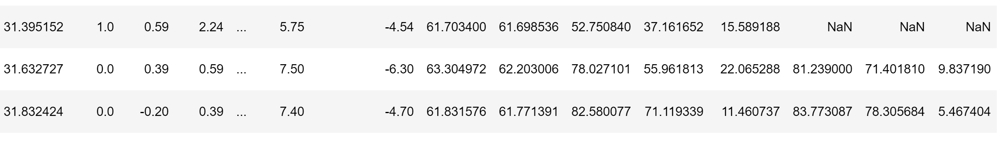 31.395152 1.0 0.59 2.24 ... 5.75 -4.54 61.703400 61.698536 52.750840 37.161652 15.589188 NaN NaN NaN
31.632727 0.0 0.39 0.59 ... 7.50 -6.30 63.304972 62.203006 78.027101 55.961813 22.065288 81.239000 71.401810 9.837190
31.832424 0.0 -0.20 0.39 ... 7.40 -4.70 61.831576 61.771391 82.580077 71.119339 11.460737 83.773087 78.305684 5.467404